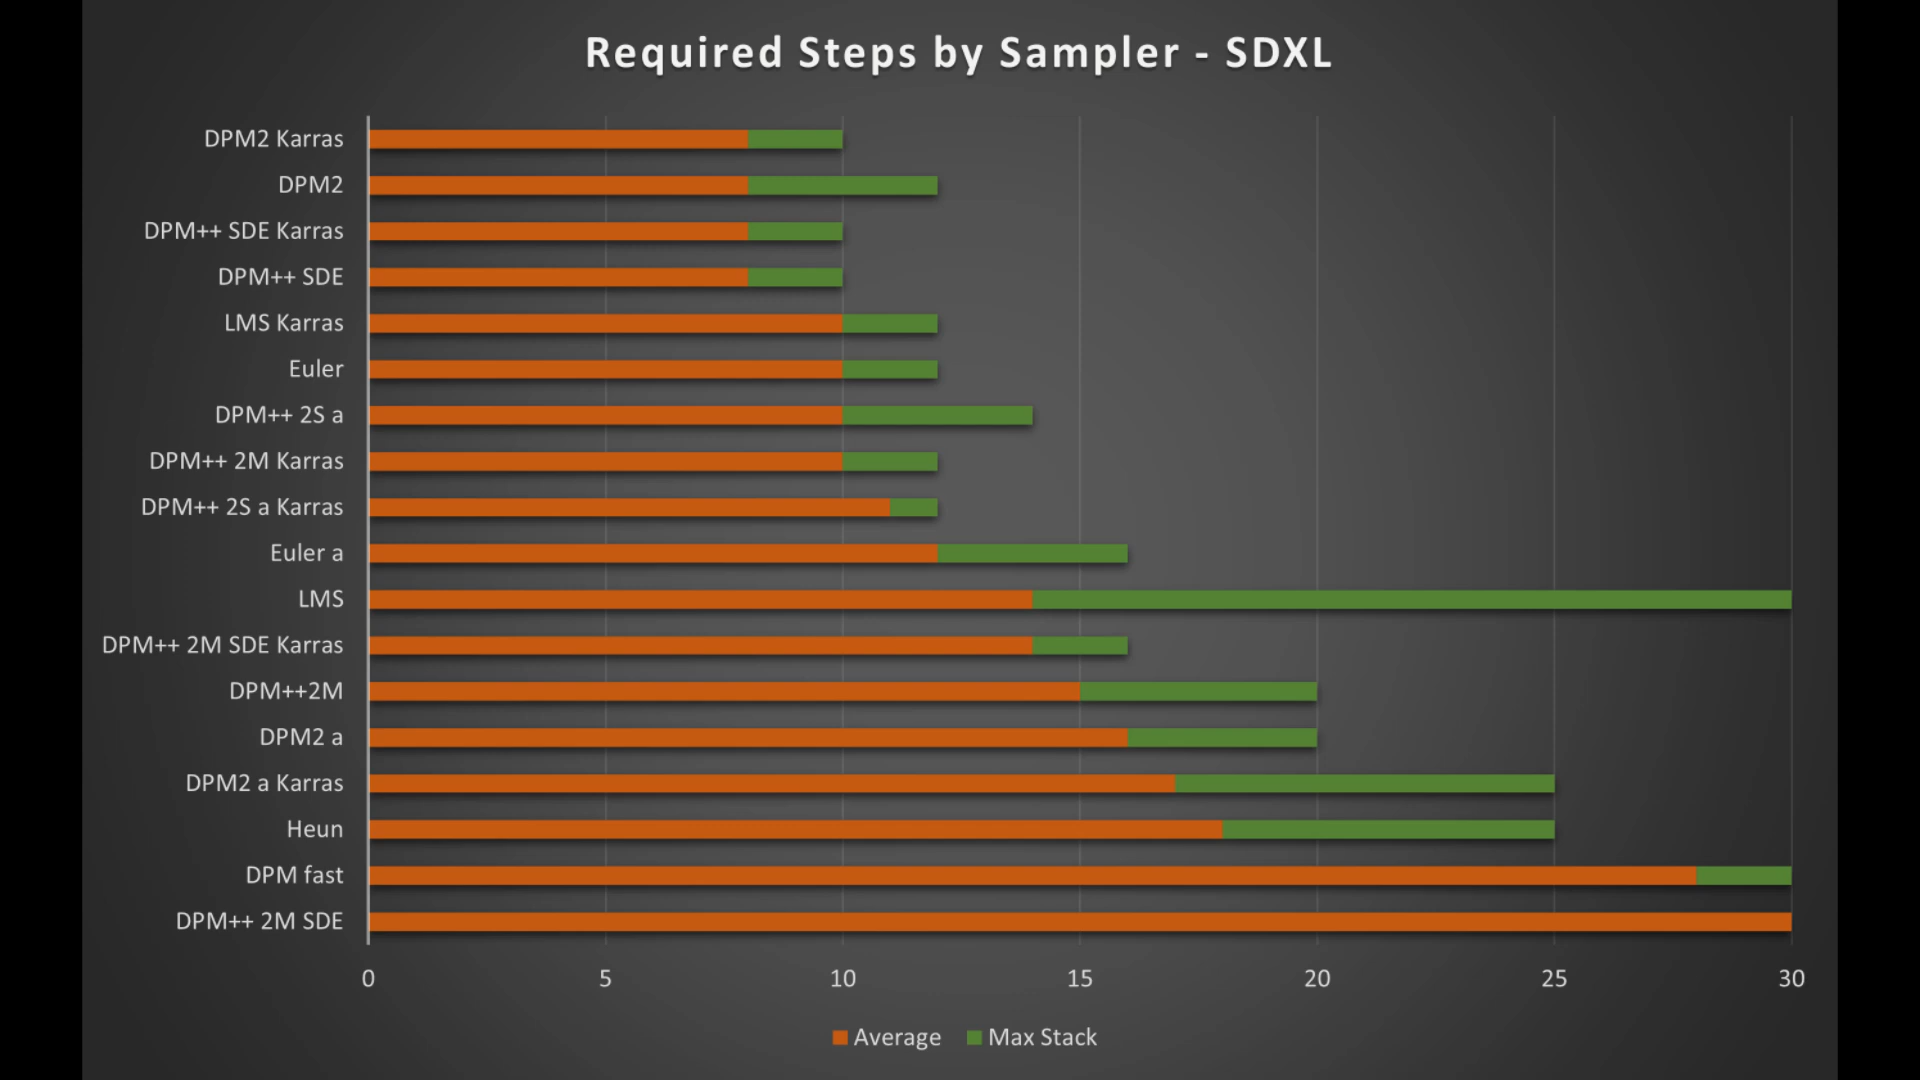 Required Steps by Sampler - SDXL
DPM2 Karras
DPM2
DPM++ SDE Karras
DPM++ SDE
LMS Karras
Euler
DPM++ 2S a
DPM++ 2M Karras
DPM++ 2S a Karras
Euler a
LMS
DPM++ 2M SDE Karras
DPM++2M
DPM2 a
DPM2 a Karras
Heun
DPM fast
DPM++ 2M SDE
0 5 10 15 20 25 30
Average Max Stack